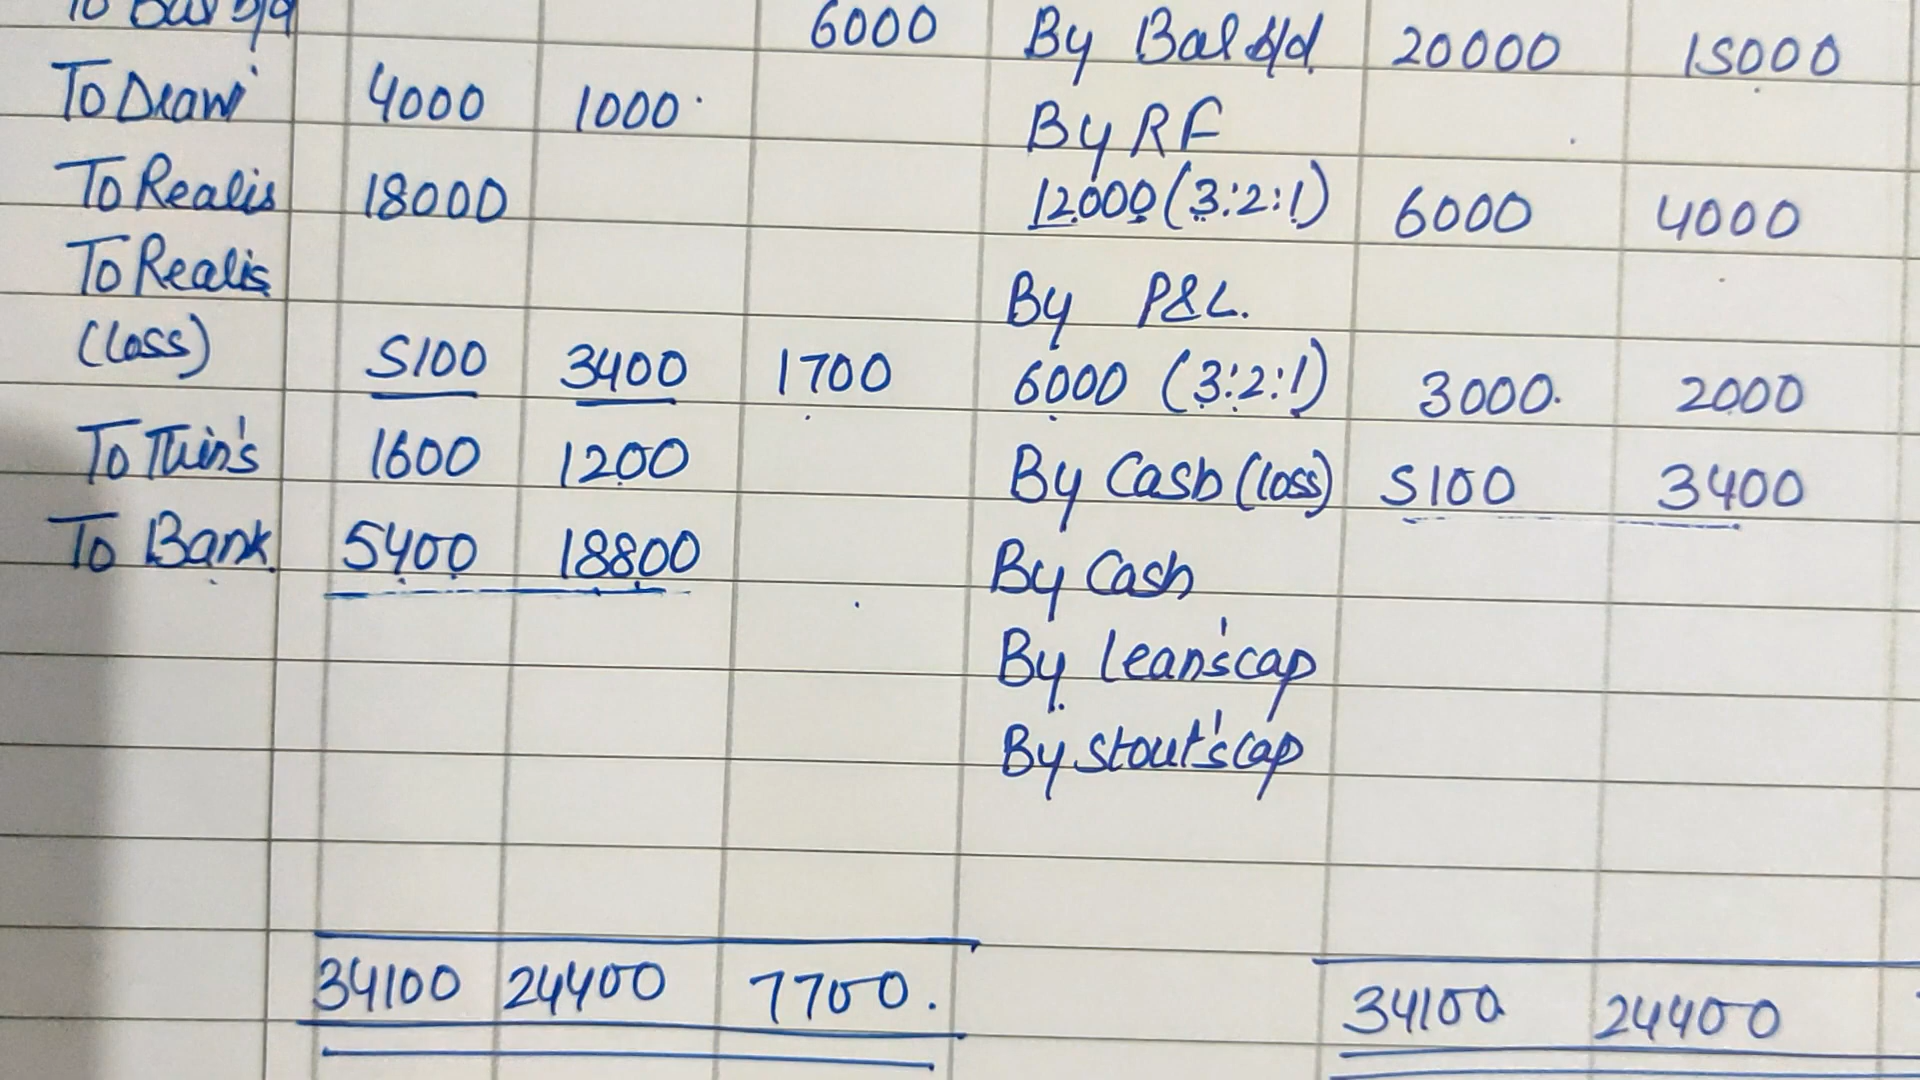 To Bal b/d 6000 By Bal b/d 20000 15000
To Draw 4000 1000
By RF
To Realis 18000 12000 (3:2:1) 6000 4000
To Realis
By P&L.
(loss) 5100 3400 1700 6000 (3:2:1) 3000. 2000
To Thin's 1600 1200 By Cash (loss) 5100 3400
To Bank 5400 18800 By Cash
By lean's cap
By stout's cap
34100 24400 7700. 34100 24400